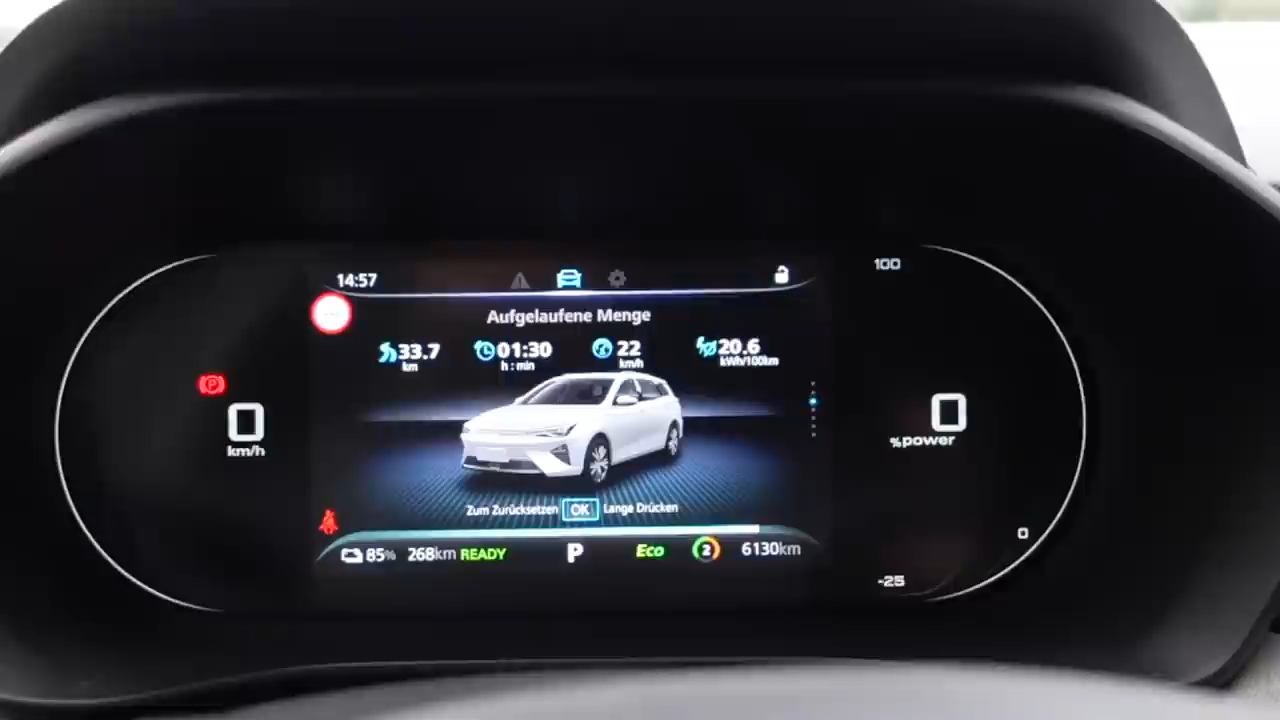 14:57
Aufgelaufene Menge
33.7 km
01:30 h : min
22 km/h
20.6 kWh/100km
P
0
km/h
100
0
%power
0
-25
Zum Zurücksetzen OK Lange Drücken
85% 268km READY P Eco 2 6130km